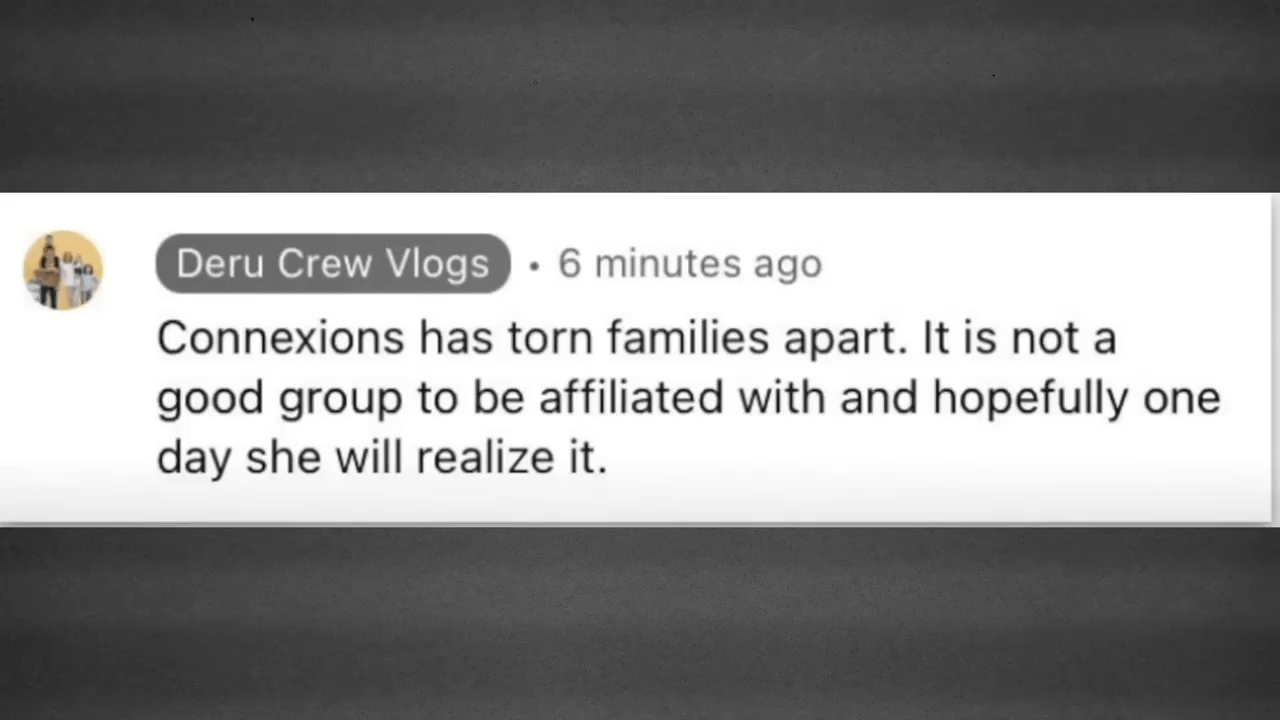 Deru Crew Vlogs • 6 minutes ago
Connexions has torn families apart. It is not a
good group to be affiliated with and hopefully one
day she will realize it.